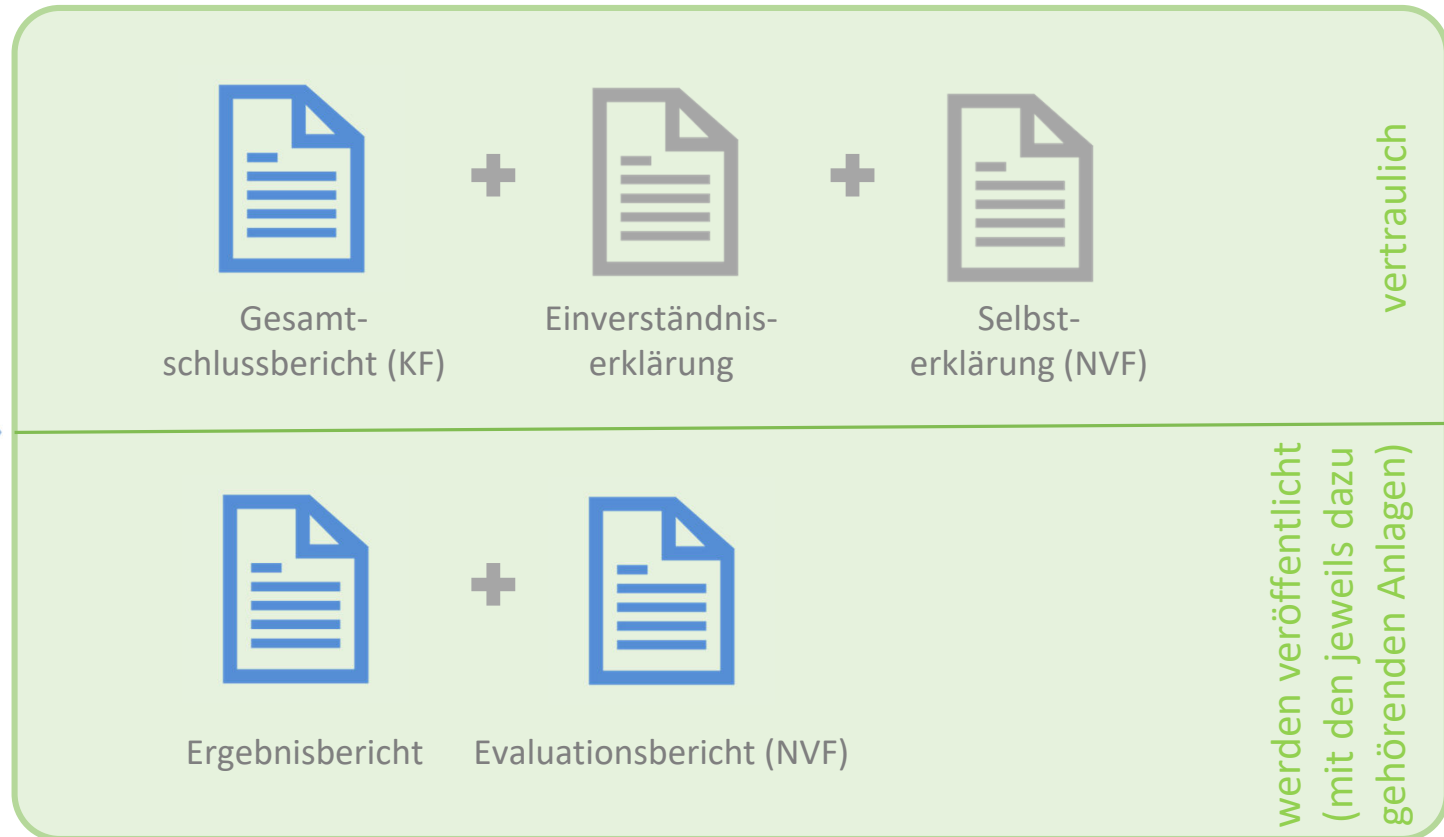 Gesamt-
schlussbericht (KF)
Einverständnis-
erklärung
Selbst-
erklärung (NVF)
vertraulich
Ergebnisbericht
Evaluationsbericht (NVF)
werden veröffentlicht
(mit den jeweils dazu
gehörenden Anlagen)